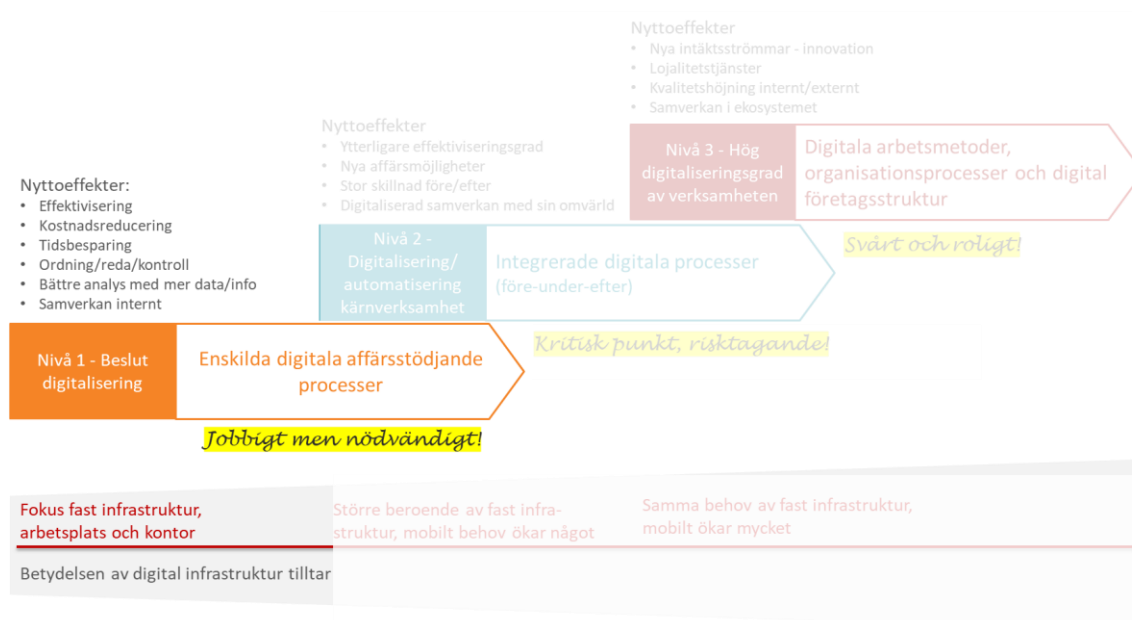 Nyttoeffekter
• Nya intäktsströmmar - innovation
• Lojalitetstjänster
• Kvalitetshöjning internt/externt
• Samverkan i ekosystemet
Nivå 3 - Hög
digitaliseringsgrad
av verksamheten
Digitala arbetsmetoder,
organisationsprocesser och digital
företagsstruktur
Svårt och roligt!
Nyttoeffekter
• Ytterligare effektiviseringsgrad
• Nya affärsmöjligheter
• Stor skillnad före/efter
• Digitaliserad samverkan med sin omvärld
Nivå 2 -
Digitalisering/
automatisering
kärnverksamhet
Integrerade digitala processer
(före-under-efter)
Kritisk punkt, risktagande!
Nyttoeffekter:
• Effektivisering
• Kostnadsreducering
• Tidsbesparing
• Ordning/reda/kontroll
• Bättre analys med mer data/info
• Samverkan internt
Nivå 1 - Beslut
digitalisering
Enskilda digitala affärsstödjande
processer
Jobbigt men nödvändigt!
Fokus fast infrastruktur,
arbetsplats och kontor
Större beroende av fast infra-
struktur, mobilt behov ökar något
Samma behov av fast infrastruktur,
mobilt ökar mycket
Betydelsen av digital infrastruktur tilltar